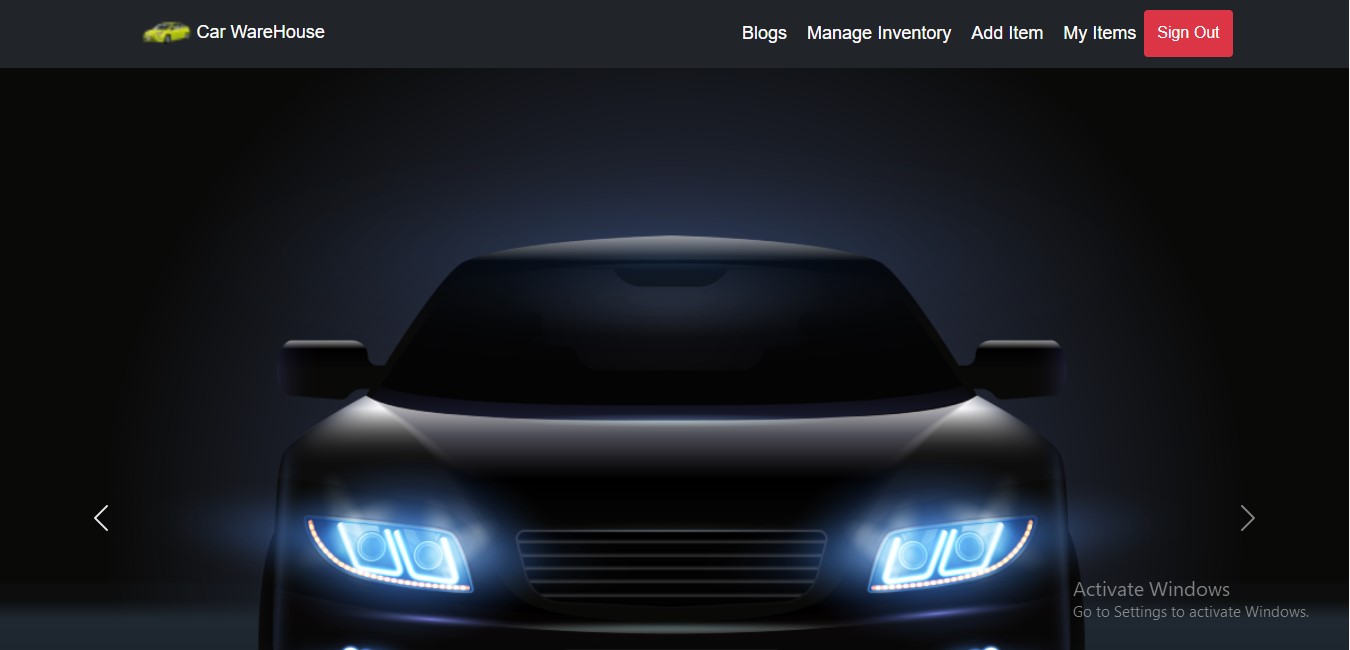 Car WareHouse
Blogs Manage Inventory Add Item My Items Sign Out
Activate Windows
Go to Settings to activate Windows.